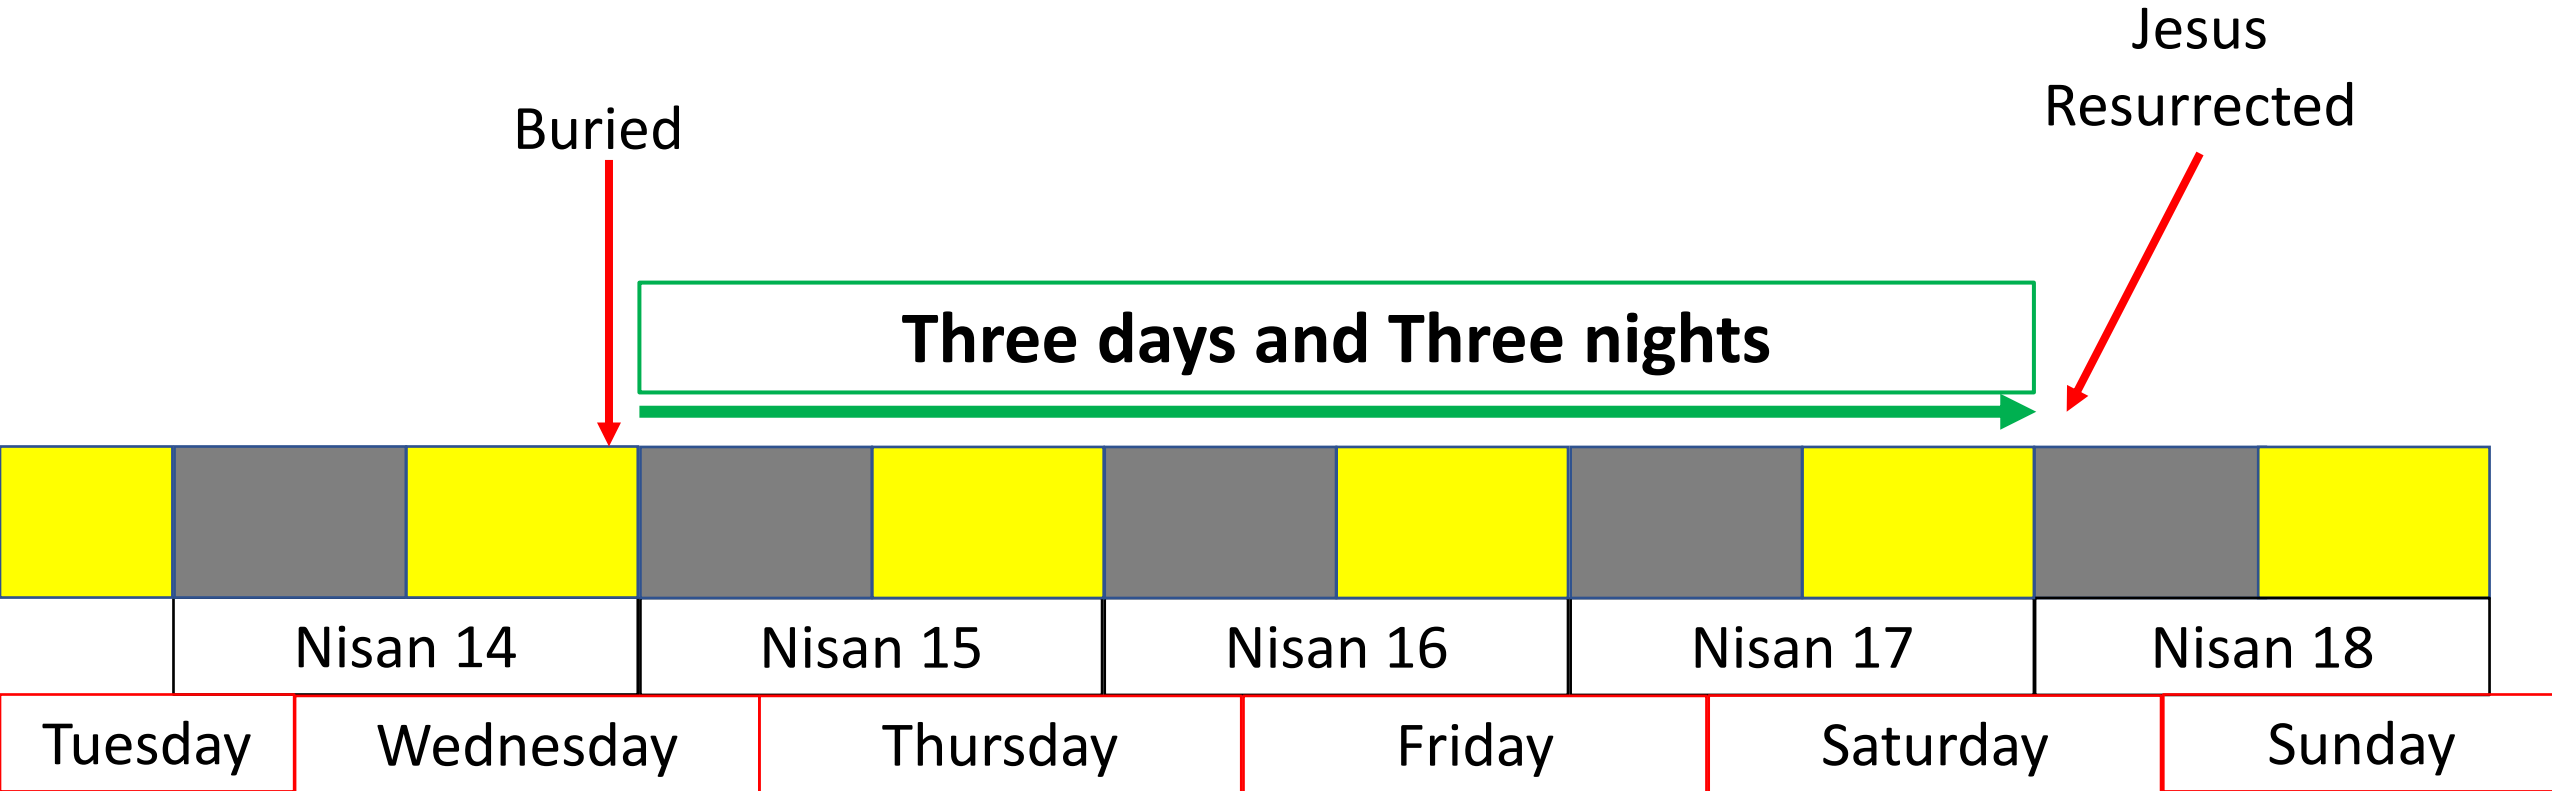 Jesus
Resurrected
Buried
Three days and Three nights
Nisan 14
Nisan 15
Nisan 16
Nisan 17
Nisan 18
Tuesday
Wednesday
Thursday
Friday
Saturday
Sunday